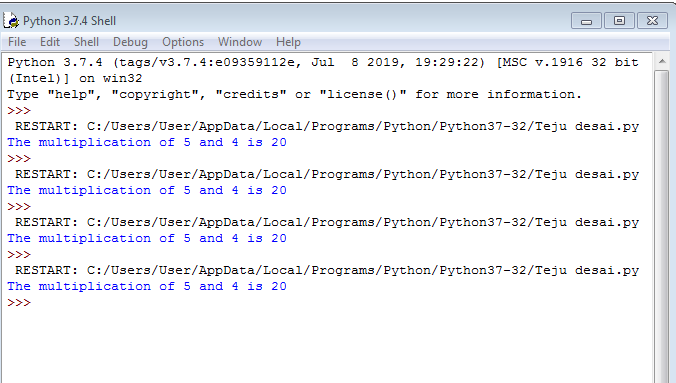 Python 3.7.4 Shell
File Edit Shell Debug Options Window Help
Python 3.7.4 (tags/v3.7.4:e09359112e, Jul  8 2019, 19:29:22) [MSC v.1916 32 bit
(Intel)] on win32
Type "help", "copyright", "credits" or "license()" for more information.
>>>
 RESTART: C:/Users/User/AppData/Local/Programs/Python/Python37-32/Teju desai.py
The multiplication of 5 and 4 is 20
>>>
 RESTART: C:/Users/User/AppData/Local/Programs/Python/Python37-32/Teju desai.py
The multiplication of 5 and 4 is 20
>>>
 RESTART: C:/Users/User/AppData/Local/Programs/Python/Python37-32/Teju desai.py
The multiplication of 5 and 4 is 20
>>>
 RESTART: C:/Users/User/AppData/Local/Programs/Python/Python37-32/Teju desai.py
The multiplication of 5 and 4 is 20
>>>